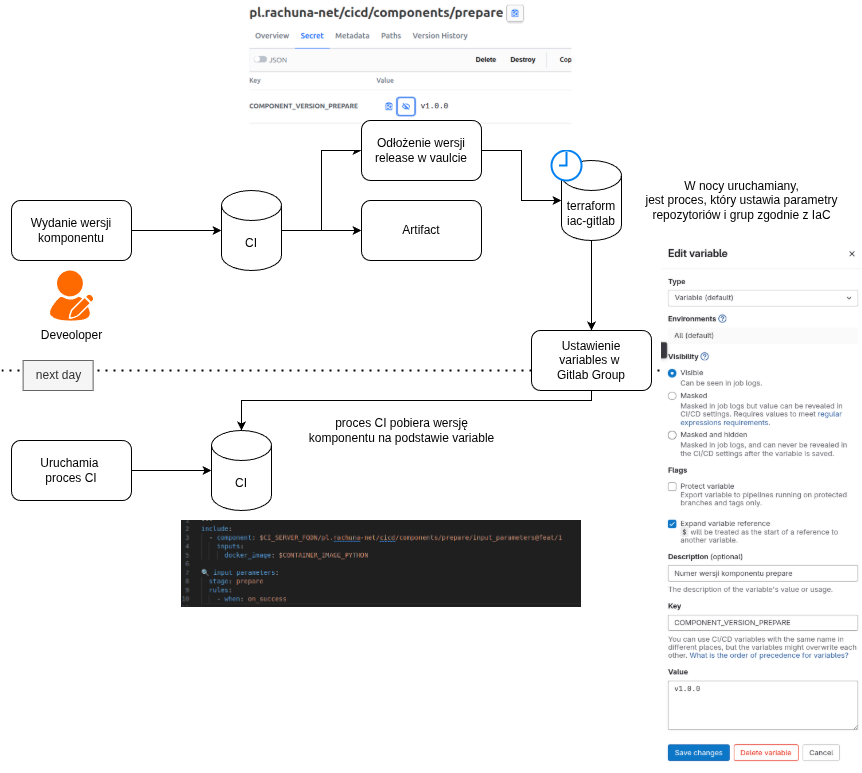 pl.rachuna-net/cicd/components/prepare
Overview Secret Metadata Paths Version History
JSON Delete Destroy Cop
Key Value
COMPONENT_VERSION_PREPARE v1.0.0
Odłożenie wersji
release w vaulcie
Wydanie wersji
komponentu
CI
Artifact
terraform
iac-gitlab
W nocy uruchamiany,
jest proces, który ustawia parametry
repozytoriów i grup zgodnie z IaC
Deveoloper
Ustawienie
variables w
Gitlab Group
next day
proces CI pobiera wersję
komponentu na podstawie variable
Uruchamia
proces CI
CI
1 ---
2 include:
3 - component: $CI_SERVER_FQDN/pl.rachuna-net/cicd/components/prepare/input_parameters@feat/1
4 inputs:
5 docker_image: $CONTAINER_IMAGE_PYTHON
6
7 🔍 input parameters:
8 stage: prepare
9 rules:
10 - when: on_success
Edit variable
Type
Variable (default)
Environments
All (default)
Visibility
Visible
Can be seen in job logs.
Masked
Masked in job logs but value can be revealed in
CI/CD settings. Requires values to meet regular
expressions requirements.
Masked and hidden
Masked in job logs, and can never be revealed in
the CI/CD settings after the variable is saved.
Flags
Protect variable
Export variable to pipelines running on protected
branches and tags only.
Expand variable reference
$ will be treated as the start of a reference to
another variable.
Description (optional)
Numer wersji komponentu prepare
The description of the variable's value or usage.
Key
COMPONENT_VERSION_PREPARE
You can use CI/CD variables with the same name in
different places, but the variables might overwrite each
other. What is the order of precedence for variables?
Value
v1.0.0
Save changes Delete variable Cancel